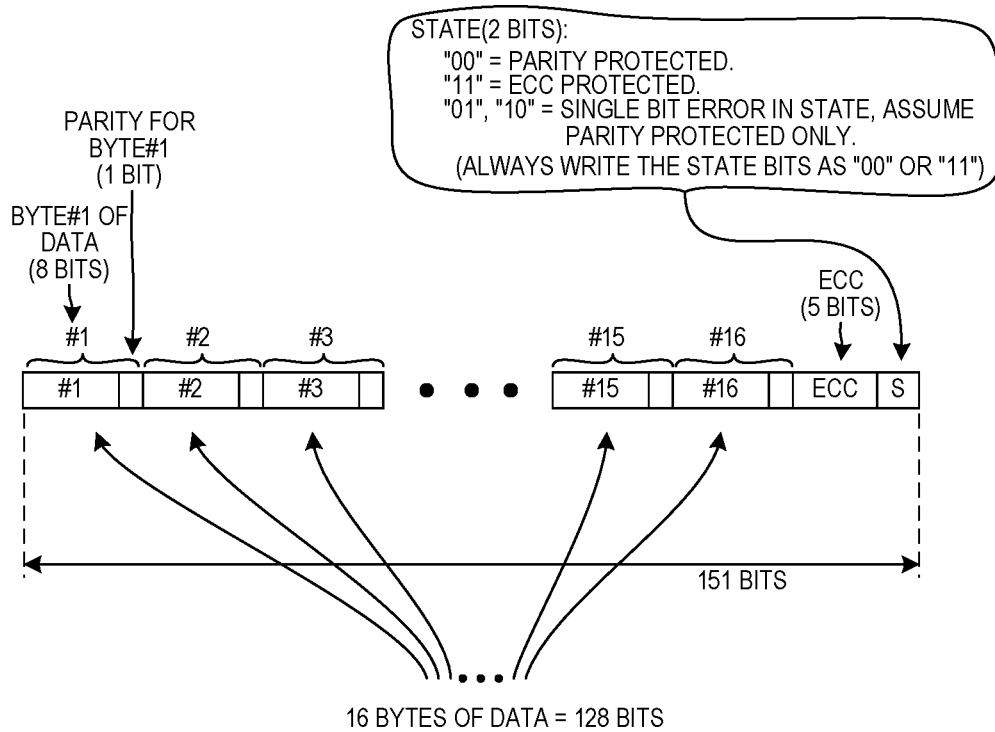 STATE(2 BITS):
"00" = PARITY PROTECTED.
"11" = ECC PROTECTED.
"01", "10" = SINGLE BIT ERROR IN STATE, ASSUME
PARITY PROTECTED ONLY.
(ALWAYS WRITE THE STATE BITS AS "00" OR "11")
PARITY FOR
BYTE#1
(1 BIT)
BYTE#1 OF
DATA
(8 BITS)
ECC
(5 BITS)
#1 #2 #3 #15 #16
#1 #2 #3 #15 #16 ECC S
151 BITS
16 BYTES OF DATA = 128 BITS